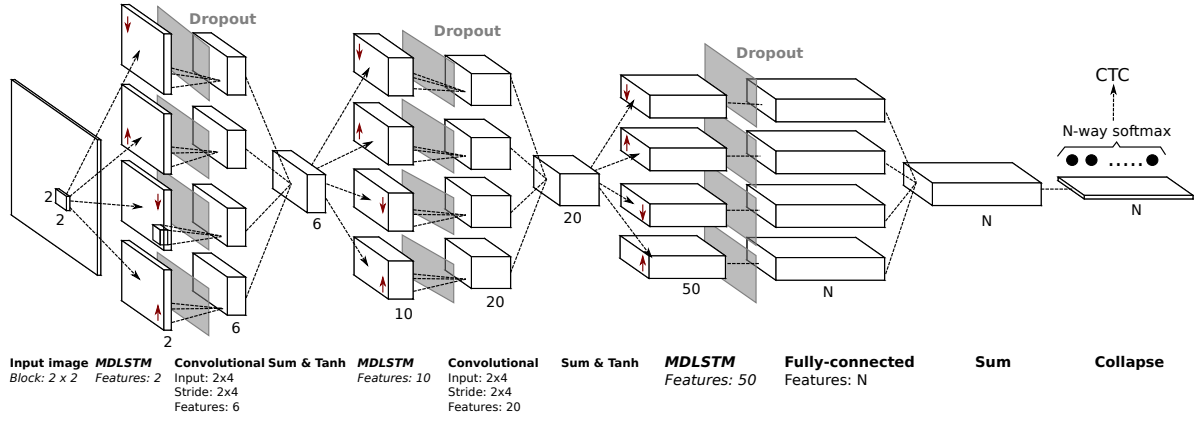 Dropout
Dropout
Dropout
CTC
N-way softmax
.....
2
2
2
6
6
10
20
20
50
N
N
N
Input image
Block: 2 x 2
MDLSTM
Features: 2
Convolutional
Input: 2x4
Stride: 2x4
Features: 6
Sum & Tanh
MDLSTM
Features: 10
Convolutional
Input: 2x4
Stride: 2x4
Features: 20
Sum & Tanh
MDLSTM
Features: 50
Fully-connected
Features: N
Sum
Collapse